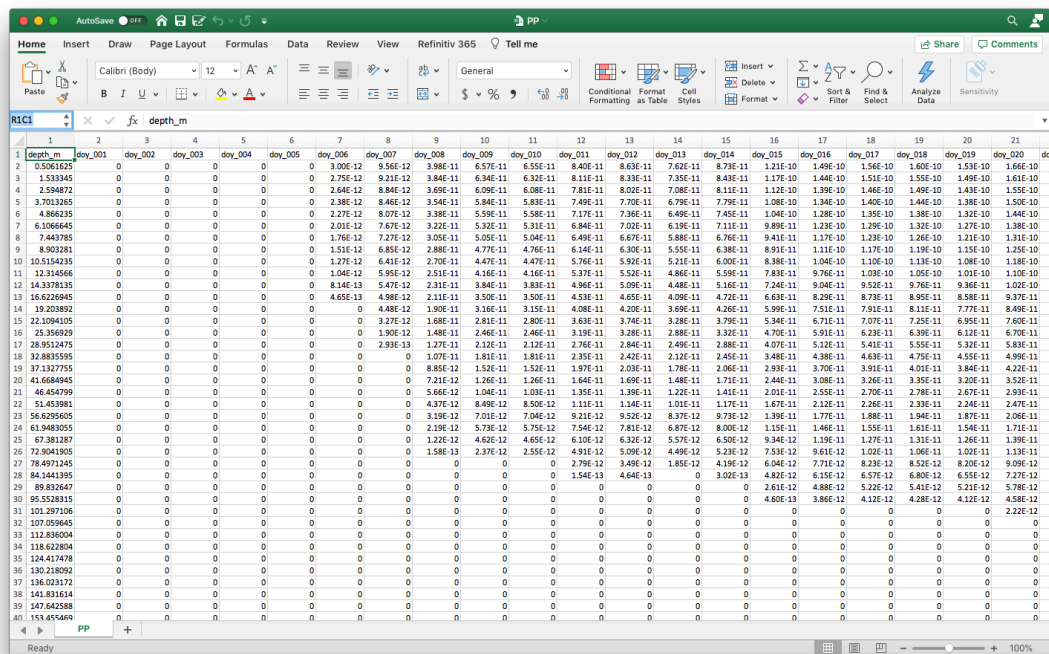 AutoSave OFF PP
Home Insert Draw Page Layout Formulas Data Review View Refinitiv 365 Tell me Share Comments
Paste Calibri (Body) 12 A A ab General Insert Delete Format
B I U A $ % Conditional Formatting Format as Table Cell Styles Sort & Filter Find & Select Analyze Data Sensitivity
R1C1 fx depth_m
1 2 3 4 5 6 7 8 9 10 11 12 13 14 15 16 17 18 19 20 21
1 depth_m doy_001 doy_002 doy_003 doy_004 doy_005 doy_006 doy_007 doy_008 doy_009 doy_010 doy_011 doy_012 doy_013 doy_014 doy_015 doy_016 doy_017 doy_018 doy_019 doy_020
2 0.5061625 0 0 0 0 0 3.00E-12 9.56E-12 3.98E-11 6.57E-11 6.55E-11 8.40E-11 8.63E-11 7.62E-11 8.73E-11 1.21E-10 1.49E-10 1.56E-10 1.60E-10 1.53E-10 1.66E-10
3 1.533345 0 0 0 0 0 2.75E-12 9.21E-12 3.84E-11 6.34E-11 6.32E-11 8.11E-11 8.33E-11 7.35E-11 8.43E-11 1.17E-10 1.44E-10 1.51E-10 1.55E-10 1.49E-10 1.61E-10
4 2.594872 0 0 0 0 0 2.64E-12 8.84E-12 3.69E-11 6.09E-11 6.08E-11 7.81E-11 8.02E-11 7.08E-11 8.11E-11 1.12E-10 1.39E-10 1.46E-10 1.49E-10 1.43E-10 1.55E-10
5 3.7013265 0 0 0 0 0 2.38E-12 8.46E-12 3.54E-11 5.84E-11 5.83E-11 7.49E-11 7.70E-11 6.79E-11 7.79E-11 1.08E-10 1.34E-10 1.40E-10 1.44E-10 1.38E-10 1.50E-10
6 4.866235 0 0 0 0 0 2.27E-12 8.07E-12 3.38E-11 5.59E-11 5.58E-11 7.17E-11 7.36E-11 6.49E-11 7.45E-11 1.04E-10 1.28E-10 1.35E-10 1.38E-10 1.32E-10 1.44E-10
7 6.1066645 0 0 0 0 0 2.01E-12 7.67E-12 3.22E-11 5.32E-11 5.31E-11 6.84E-11 7.02E-11 6.19E-11 7.11E-11 9.89E-11 1.23E-10 1.29E-10 1.32E-10 1.27E-10 1.38E-10
8 7.443785 0 0 0 0 0 1.76E-12 7.27E-12 3.05E-11 5.05E-11 5.04E-11 6.49E-11 6.67E-11 5.88E-11 6.76E-11 9.41E-11 1.17E-10 1.23E-10 1.26E-10 1.21E-10 1.31E-10
9 8.903281 0 0 0 0 0 1.51E-12 6.85E-12 2.88E-11 4.77E-11 4.76E-11 6.14E-11 6.30E-11 5.55E-11 6.38E-11 8.91E-11 1.11E-10 1.17E-10 1.19E-10 1.15E-10 1.25E-10
10 10.5154235 0 0 0 0 0 1.27E-12 6.41E-12 2.70E-11 4.47E-11 4.47E-11 5.76E-11 5.92E-11 5.21E-11 6.00E-11 8.38E-11 1.04E-10 1.10E-10 1.13E-10 1.08E-10 1.18E-10
11 12.314566 0 0 0 0 0 1.04E-12 5.95E-12 2.51E-11 4.16E-11 4.16E-11 5.37E-11 5.52E-11 4.86E-11 5.59E-11 7.83E-11 9.76E-11 1.03E-10 1.05E-10 1.01E-10 1.10E-10
12 14.3378135 0 0 0 0 0 8.14E-13 5.47E-12 2.31E-11 3.84E-11 3.83E-11 4.96E-11 5.09E-11 4.48E-11 5.16E-11 7.24E-11 9.04E-11 9.52E-11 9.76E-11 9.36E-11 1.02E-10
13 16.6226945 0 0 0 0 0 4.65E-13 4.98E-12 2.11E-11 3.50E-11 3.50E-11 4.53E-11 4.65E-11 4.09E-11 4.72E-11 6.63E-11 8.29E-11 8.73E-11 8.95E-11 8.58E-11 9.37E-11
14 19.203892 0 0 0 0 0 0 4.48E-12 1.90E-11 3.16E-11 3.15E-11 4.08E-11 4.20E-11 3.69E-11 4.26E-11 5.99E-11 7.51E-11 7.91E-11 8.11E-11 7.77E-11 8.49E-11
15 22.1094105 0 0 0 0 0 0 3.27E-12 1.68E-11 2.81E-11 2.80E-11 3.63E-11 3.74E-11 3.28E-11 3.79E-11 5.34E-11 6.71E-11 7.07E-11 7.25E-11 6.95E-11 7.60E-11
16 25.356929 0 0 0 0 0 0 1.90E-12 1.48E-11 2.46E-11 2.46E-11 3.19E-11 3.28E-11 2.88E-11 3.32E-11 4.70E-11 5.91E-11 6.23E-11 6.39E-11 6.12E-11 6.70E-11
17 28.9512475 0 0 0 0 0 0 2.93E-13 1.27E-11 2.12E-11 2.12E-11 2.76E-11 2.84E-11 2.49E-11 2.88E-11 4.07E-11 5.12E-11 5.41E-11 5.55E-11 5.32E-11 5.83E-11
18 32.8835595 0 0 0 0 0 0 0 1.07E-11 1.81E-11 1.81E-11 2.35E-11 2.42E-11 2.12E-11 2.45E-11 3.48E-11 4.38E-11 4.63E-11 4.75E-11 4.55E-11 4.99E-11
19 37.1327755 0 0 0 0 0 0 0 8.85E-12 1.52E-11 1.52E-11 1.97E-11 2.03E-11 1.78E-11 2.06E-11 2.93E-11 3.70E-11 3.91E-11 4.01E-11 3.84E-11 4.22E-11
20 41.6684945 0 0 0 0 0 0 0 7.21E-12 1.26E-11 1.26E-11 1.64E-11 1.69E-11 1.48E-11 1.71E-11 2.44E-11 3.08E-11 3.26E-11 3.35E-11 3.20E-11 3.52E-11
21 46.454799 0 0 0 0 0 0 0 5.66E-12 1.04E-11 1.03E-11 1.35E-11 1.39E-11 1.22E-11 1.41E-11 2.01E-11 2.55E-11 2.70E-11 2.78E-11 2.67E-11 2.93E-11
22 51.453981 0 0 0 0 0 0 0 4.37E-12 8.49E-12 8.50E-12 1.11E-11 1.14E-11 1.01E-11 1.17E-11 1.67E-11 2.12E-11 2.26E-11 2.33E-11 2.24E-11 2.47E-11
23 56.6295605 0 0 0 0 0 0 0 3.19E-12 7.01E-12 7.04E-12 9.21E-12 9.52E-12 8.37E-12 9.73E-12 1.39E-11 1.77E-11 1.88E-11 1.94E-11 1.87E-11 2.06E-11
24 61.9483055 0 0 0 0 0 0 0 2.19E-12 5.73E-12 5.75E-12 7.54E-12 7.81E-12 6.87E-12 8.00E-12 1.15E-11 1.46E-11 1.55E-11 1.61E-11 1.54E-11 1.71E-11
25 67.381287 0 0 0 0 0 0 0 1.22E-12 4.62E-12 4.65E-12 6.10E-12 6.32E-12 5.57E-12 6.50E-12 9.34E-12 1.19E-11 1.27E-11 1.31E-11 1.26E-11 1.39E-11
26 72.9041905 0 0 0 0 0 0 0 1.58E-13 2.37E-12 2.55E-12 4.91E-12 5.09E-12 4.49E-12 5.23E-12 7.53E-12 9.61E-12 1.02E-11 1.06E-11 1.02E-11 1.13E-11
27 78.4971245 0 0 0 0 0 0 0 0 0 0 2.79E-12 3.49E-12 1.85E-12 4.19E-12 6.04E-12 7.71E-12 8.23E-12 8.52E-12 8.20E-12 9.09E-12
28 84.1441395 0 0 0 0 0 0 0 0 0 0 1.54E-13 4.64E-13 0 3.02E-13 4.82E-12 6.15E-12 6.57E-12 6.80E-12 6.55E-12 7.27E-12
29 89.832647 0 0 0 0 0 0 0 0 0 0 0 0 0 0 2.61E-12 4.88E-12 5.22E-12 5.41E-12 5.21E-12 5.78E-12
30 95.5528315 0 0 0 0 0 0 0 0 0 0 0 0 0 0 4.60E-13 3.86E-12 4.12E-12 4.28E-12 4.12E-12 4.58E-12
31 101.297106 0 0 0 0 0 0 0 0 0 0 0 0 0 0 0 0 0 0 0 2.22E-12
32 107.059645 0 0 0 0 0 0 0 0 0 0 0 0 0 0 0 0 0 0 0 0
33 112.836004 0 0 0 0 0 0 0 0 0 0 0 0 0 0 0 0 0 0 0 0
34 118.622804 0 0 0 0 0 0 0 0 0 0 0 0 0 0 0 0 0 0 0 0
35 124.417478 0 0 0 0 0 0 0 0 0 0 0 0 0 0 0 0 0 0 0 0
36 130.218092 0 0 0 0 0 0 0 0 0 0 0 0 0 0 0 0 0 0 0 0
37 136.023172 0 0 0 0 0 0 0 0 0 0 0 0 0 0 0 0 0 0 0 0
38 141.831614 0 0 0 0 0 0 0 0 0 0 0 0 0 0 0 0 0 0 0 0
39 147.642588 0 0 0 0 0 0 0 0 0 0 0 0 0 0 0 0 0 0 0 0
40 153.455469 0 0 0 0 0 0 0 0 0 0 0 0 0 0 0 0 0 0 0 0
PP +
Ready 100%